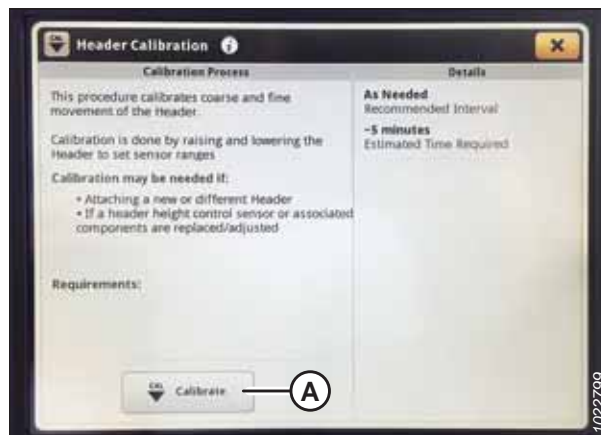 CAL
Header Calibration i
Calibration Process
Details
This procedure calibrates coarse and fine
movement of the Header.
Calibration is done by raising and lowering the
Header to set sensor ranges
Calibration may be needed if:
• Attaching a new or different Header
• If a header height control sensor or associated
components are replaced/adjusted
Requirements:
As Needed
Recommended Interval
~5 minutes
Estimated Time Required
CAL
Calibrate
A
1022799